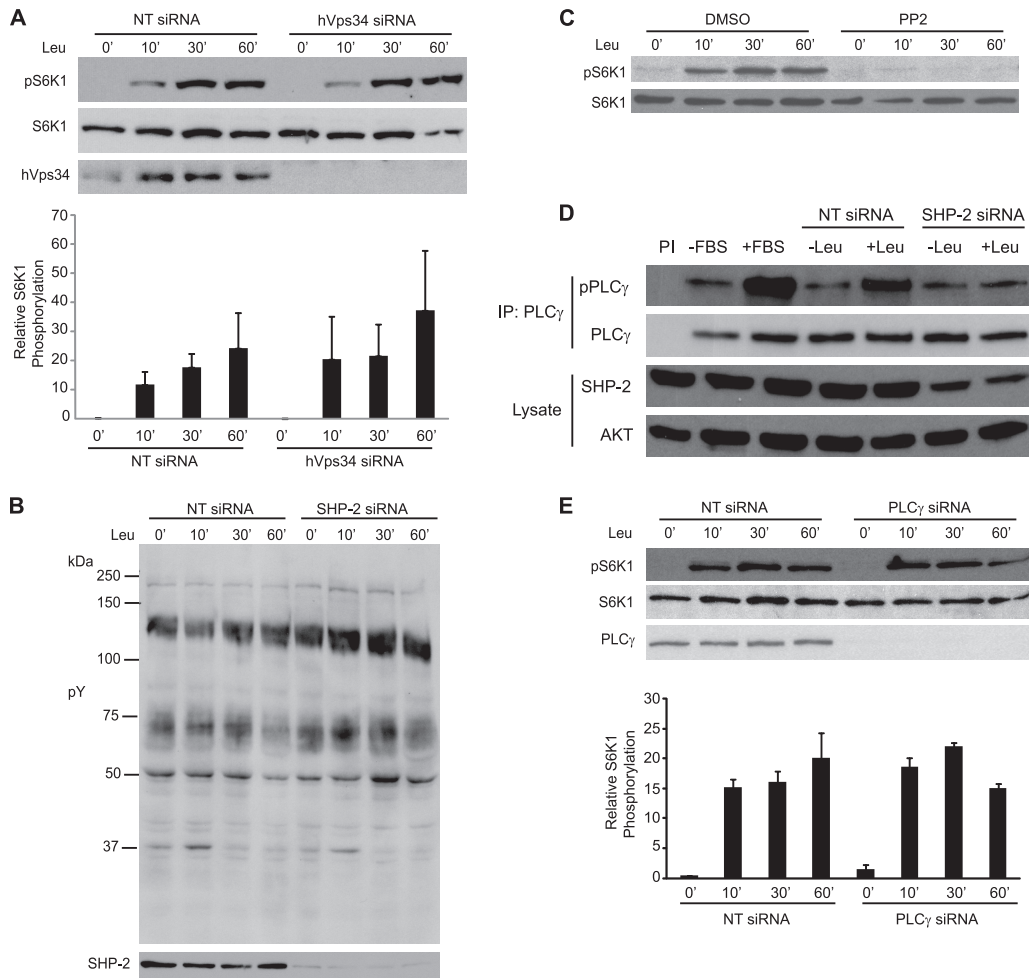 A
NT siRNA hVps34 siRNA
Leu 0' 10' 30' 60' 0' 10' 30' 60'
pS6K1
S6K1
hVps34
Relative S6K1
Phosphorylation
70
60
50
40
30
20
10
0
0' 10' 30' 60' 0' 10' 30' 60'
NT siRNA hVps34 siRNA
B
NT siRNA SHP-2 siRNA
Leu 0' 10' 30' 60' 0' 10' 30' 60'
kDa
250
150
100
pY
75
50
37
SHP-2
C
DMSO PP2
Leu 0' 10' 30' 60' 0' 10' 30' 60'
pS6K1
S6K1
D
NT siRNA SHP-2 siRNA
PI -FBS +FBS -Leu +Leu -Leu +Leu
IP: PLCγ
pPLCγ
PLCγ
Lysate
SHP-2
AKT
E
NT siRNA PLCγ siRNA
Leu 0' 10' 30' 60' 0' 10' 30' 60'
pS6K1
S6K1
PLCγ
Relative S6K1
Phosphorylation
30
25
20
15
10
5
0
0' 10' 30' 60' 0' 10' 30' 60'
NT siRNA PLCγ siRNA